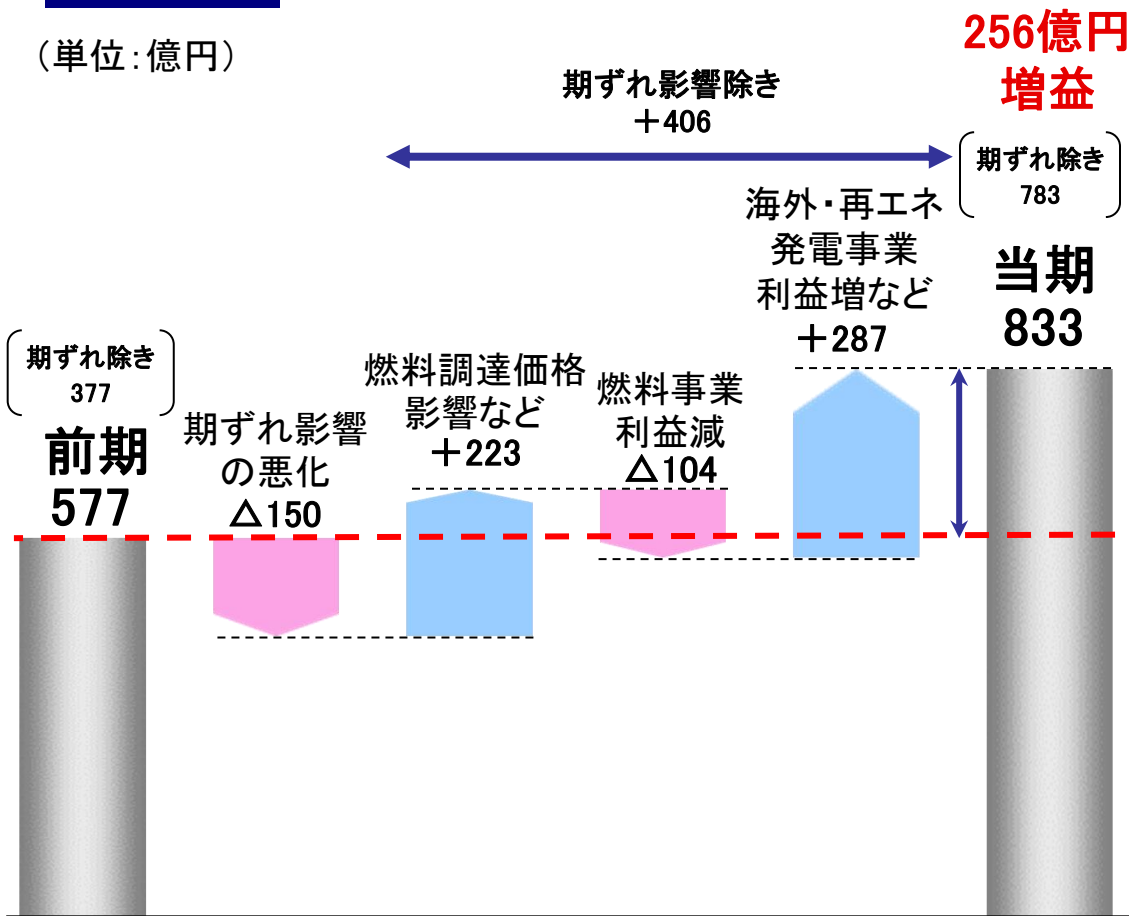 （単位：億円）
256億円
増益
期ずれ影響除き
＋406
期ずれ除き
783
当期
833
海外・再エネ
発電事業
利益増など
＋287
燃料事業
利益減
△104
燃料調達価格
影響など
＋223
期ずれ影響
の悪化
△150
期ずれ除き
377
前期
577